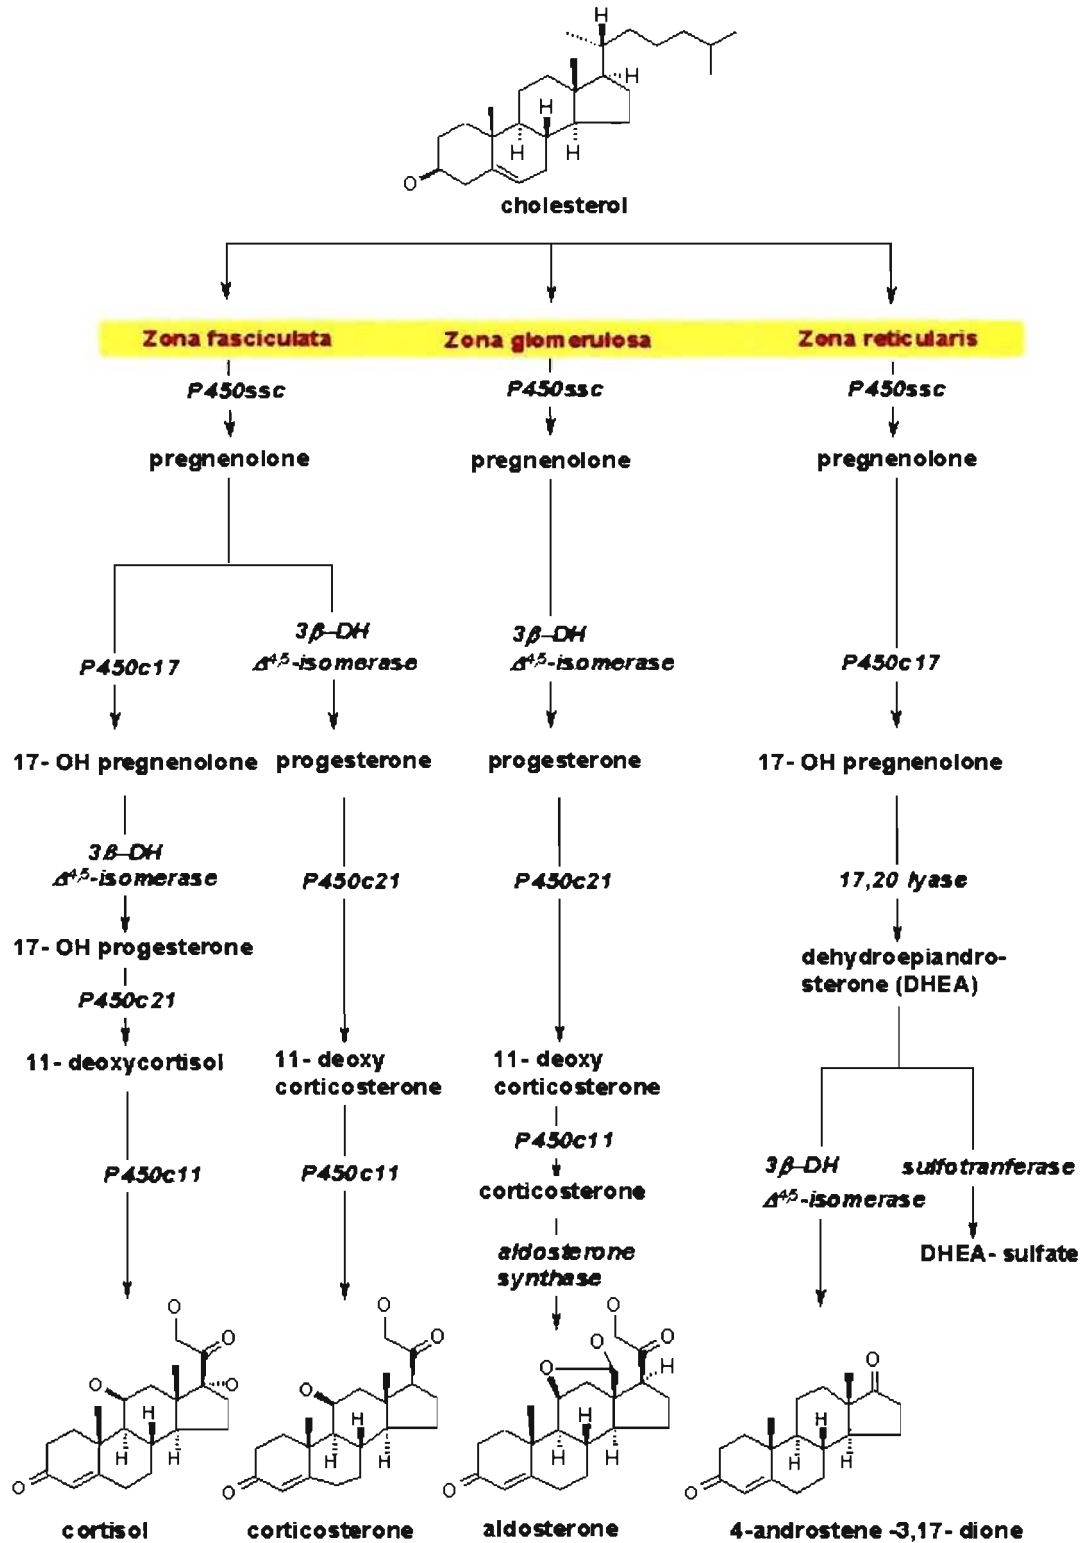 H
H
H
H
H
O
cholesterol
Zona fasciculata Zona glomerulosa Zona reticularis
P450ssc P450ssc P450ssc
pregnenolone pregnenolone pregnenolone
3β–DH 3β–DH
P450c17 Δ4,5-isomerase Δ4,5-isomerase P450c17
17- OH pregnenolone progesterone progesterone 17- OH pregnenolone
3β–DH
Δ4,5-isomerase P450c21 P450c21 17,20 lyase
17- OH progesterone
dehydroepiandro-
sterone (DHEA)
P450c21
11- deoxycortisol 11- deoxy 11- deoxy
corticosterone corticosterone
P450c11
P450c11 P450c11 3β–DH sulfotranferase
corticosterone Δ4,5-isomerase
aldosterone DHEA- sulfate
synthase
O O O
O O O O
O O O O H O
H H H
H H H H H H H H
O O O O
cortisol corticosterone aldosterone 4-androstene -3,17- dione